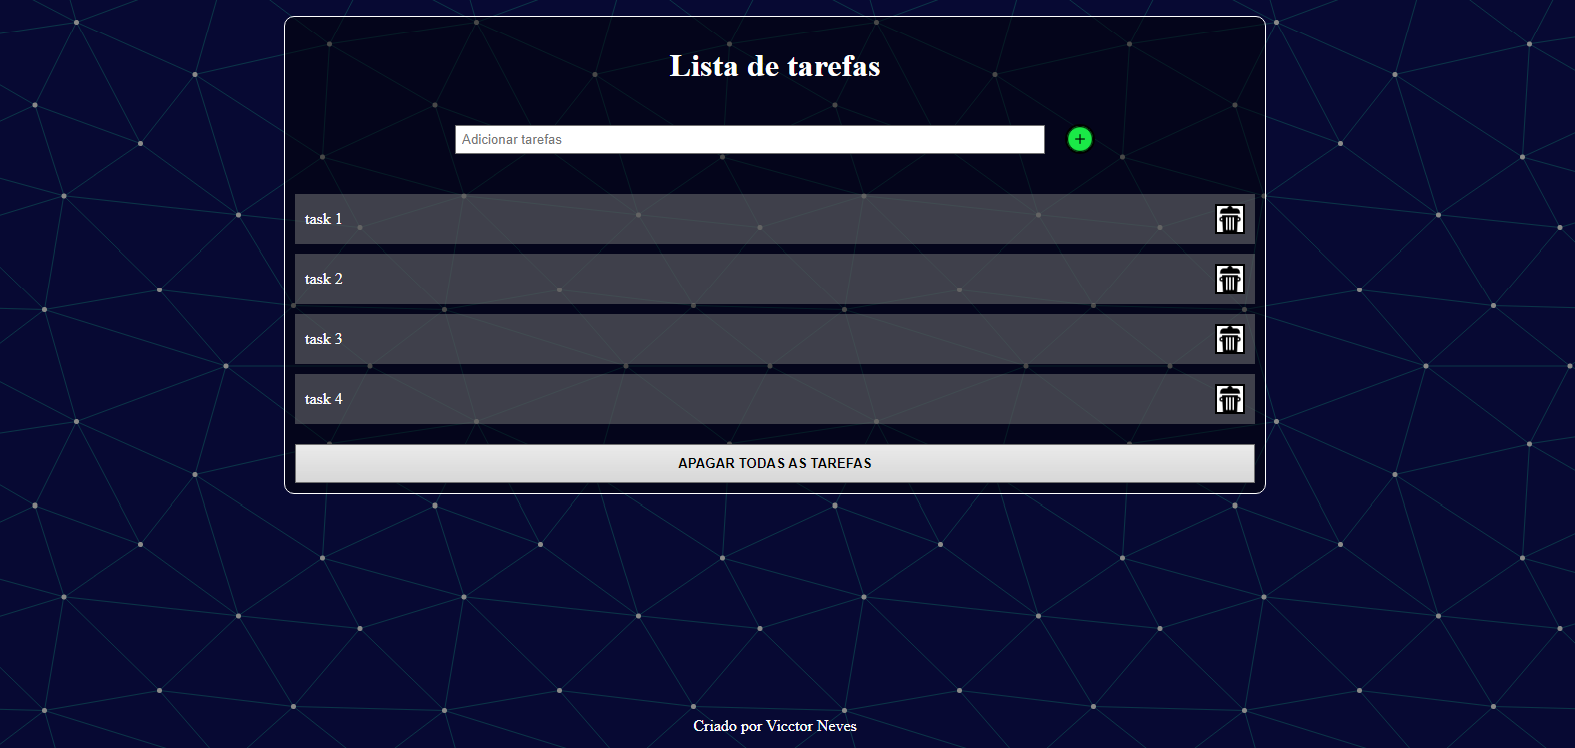 Lista de tarefas
Adicionar tarefas
+
task 1
task 2
task 3
task 4
APAGAR TODAS AS TAREFAS
Criado por Vicctor Neves